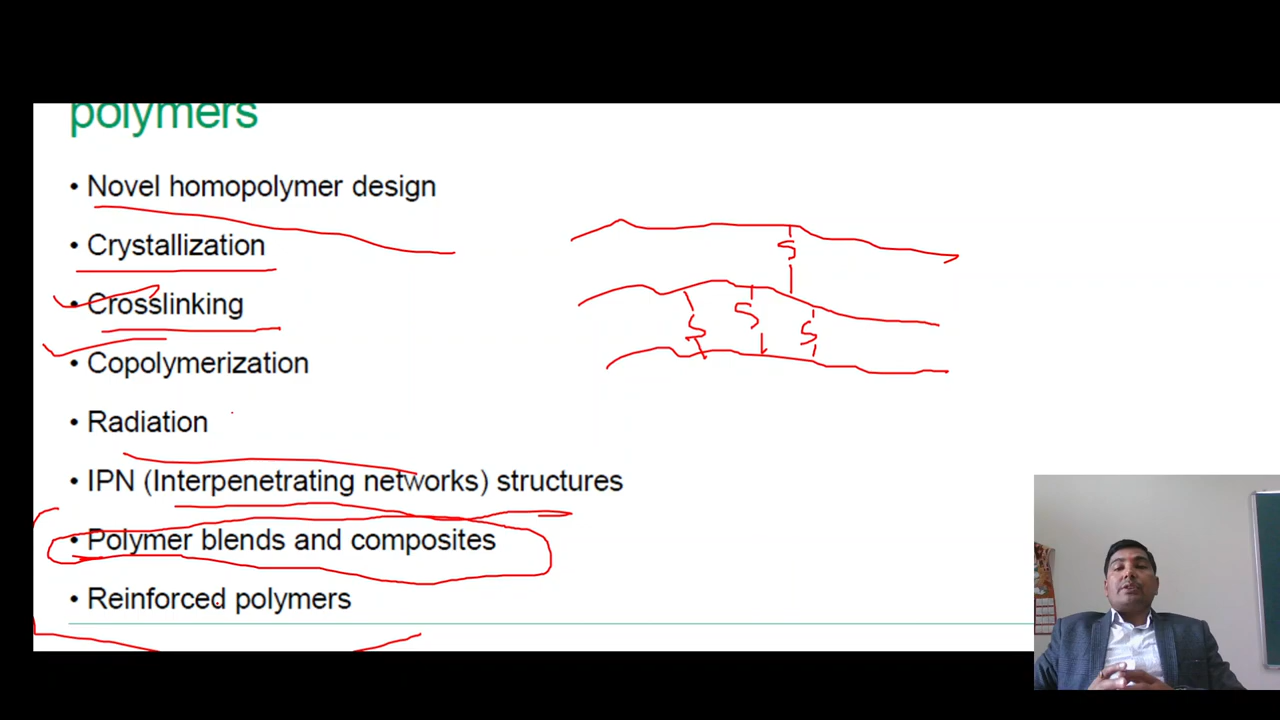 polymers
• Novel homopolymer design
• Crystallization
• Crosslinking
• Copolymerization
• Radiation
• IPN (Interpenetrating networks) structures
• Polymer blends and composites
• Reinforced polymers
S
S S S